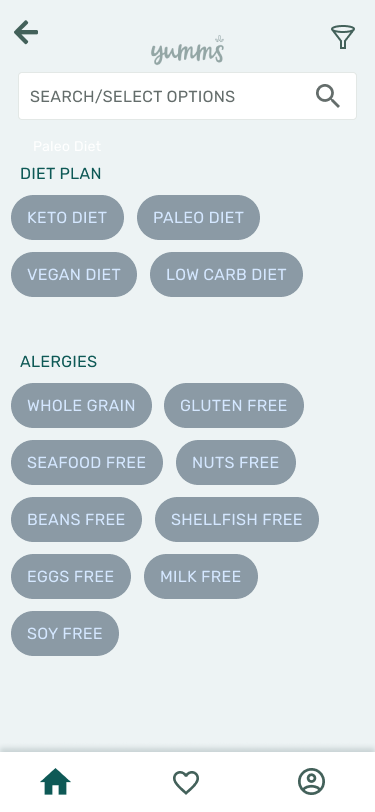 yumms
SEARCH/SELECT OPTIONS
Paleo Diet
DIET PLAN
KETO DIET PALEO DIET
VEGAN DIET LOW CARB DIET
ALERGIES
WHOLE GRAIN GLUTEN FREE
SEAFOOD FREE NUTS FREE
BEANS FREE SHELLFISH FREE
EGGS FREE MILK FREE
SOY FREE